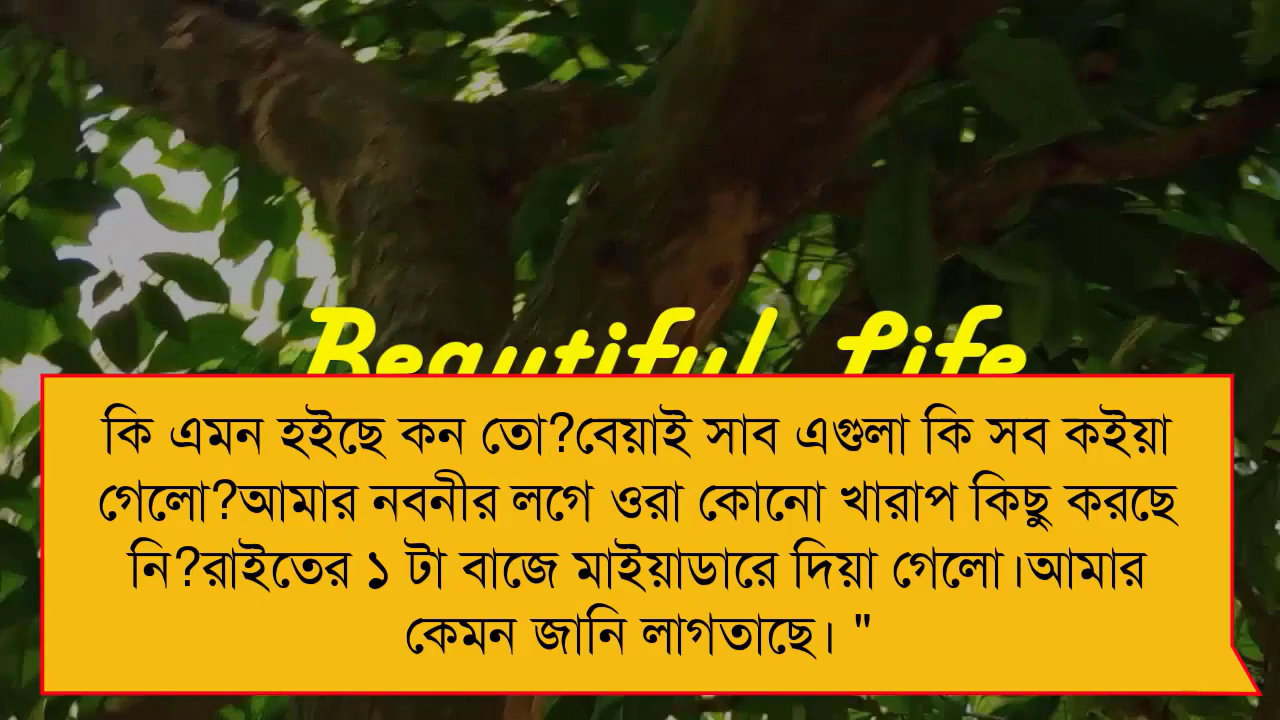 Beautiful Life
কি এমন হইছে কন তো?বেয়াই সাব এগুলা কি সব কইয়া
গেলো?আমার নবনীর লগে ওরা কোনো খারাপ কিছু করছে
নি?রাইতের ১ টা বাজে মাইয়াডারে দিয়া গেলো।আমার
কেমন জানি লাগতাছে। "